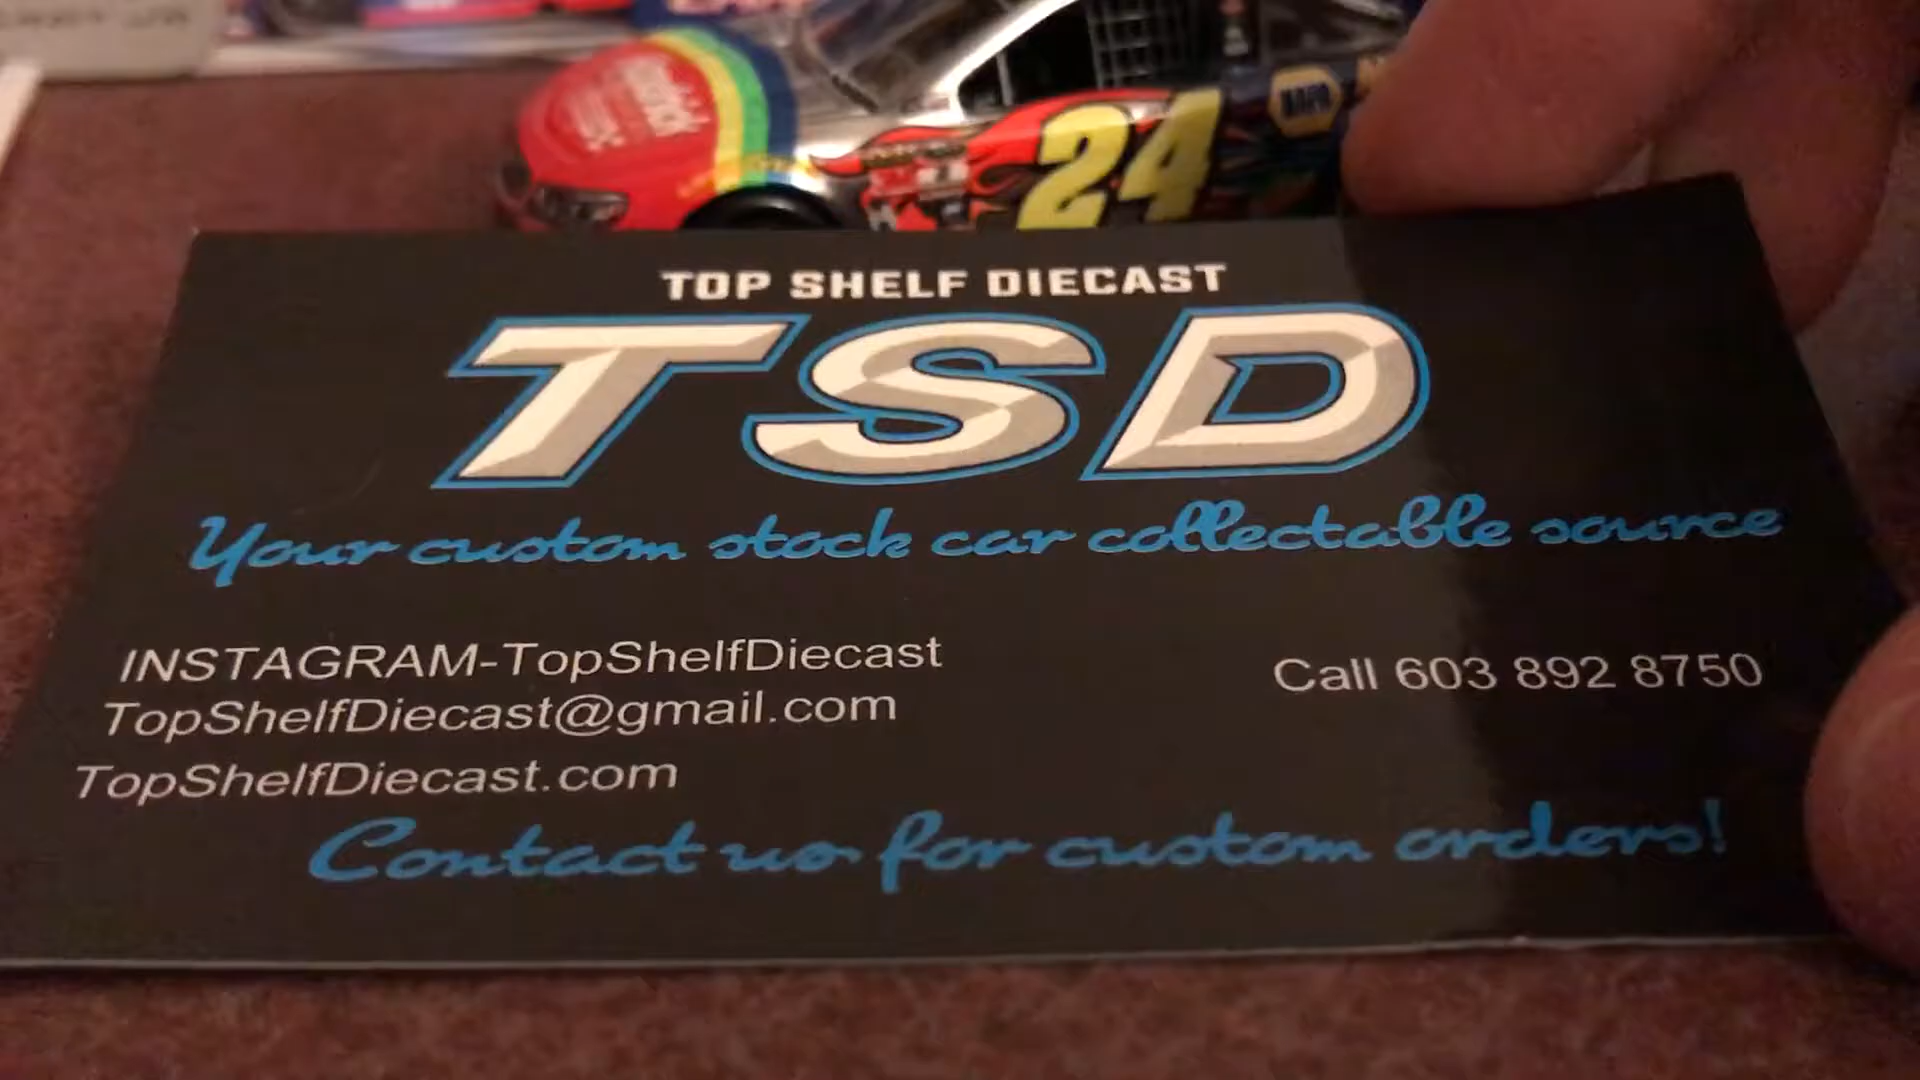 24
NAPA
TOP SHELF DIECAST
TSD
Your custom stock car collectable source
INSTAGRAM-TopShelfDiecast
Call 603 892 8750
TopShelfDiecast@gmail.com
TopShelfDiecast.com
Contact us for custom orders!